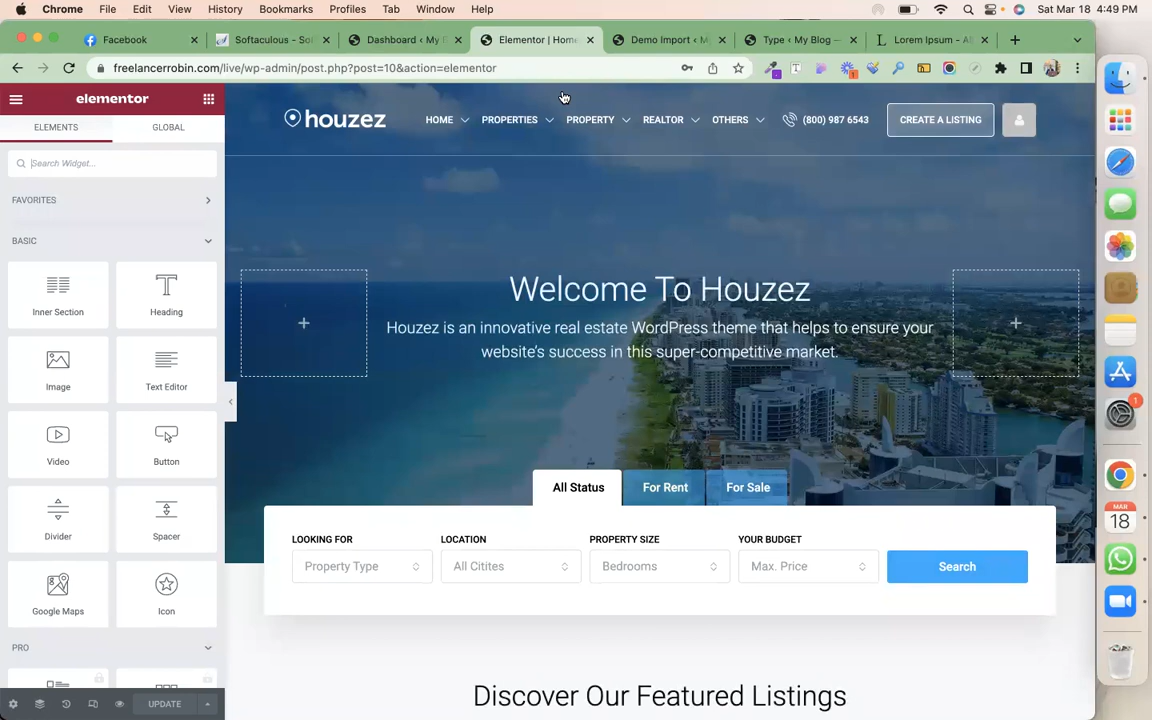 Chrome File Edit View History Bookmarks Profiles Tab Window Help Sat Mar 18 4:49 PM
Facebook Softaculous - Dashboard ‹ My Elementor | Home Demo Import ‹ M Type ‹ My Blog — Lorem Ipsum - Al
freelancerrobin.com/live/wp-admin/post.php?post=10&action=elementor
elementor
ELEMENTS GLOBAL
Search Widget...
FAVORITES
BASIC
Inner Section Heading
Image Text Editor
Video Button
Divider Spacer
Google Maps Icon
PRO
UPDATE
houzez HOME PROPERTIES PROPERTY REALTOR OTHERS (800) 987 6543 CREATE A LISTING
Welcome To Houzez
Houzez is an innovative real estate WordPress theme that helps to ensure your
website's success in this super-competitive market.
All Status For Rent For Sale
LOOKING FOR LOCATION PROPERTY SIZE YOUR BUDGET
Property Type All Citites Bedrooms Max. Price Search
Discover Our Featured Listings
1
MAR
18